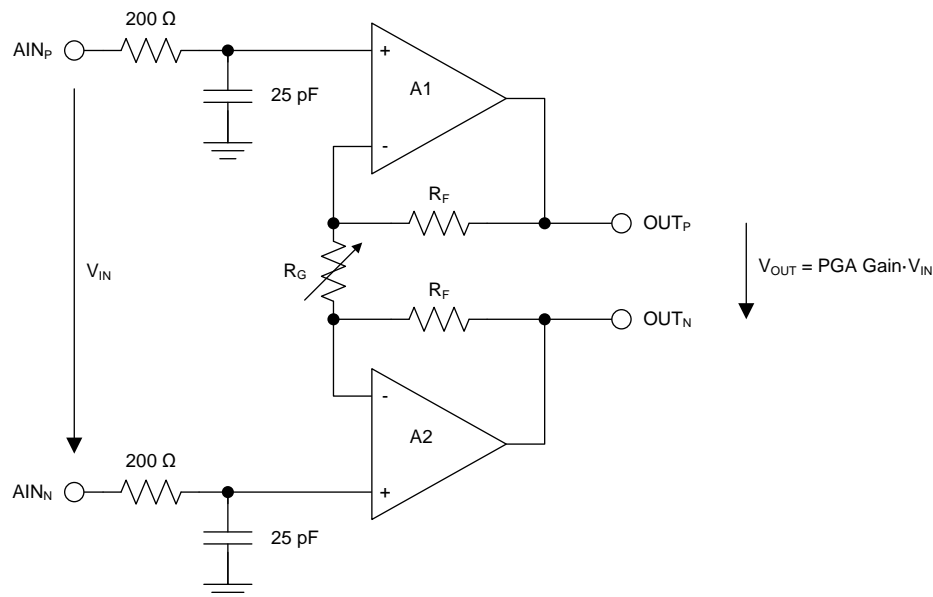 200 Ω
AINP
+
A1
25 pF
-
RF
OUTP
VIN
RG
VOUT = PGA Gain·VIN
RF
OUTN
-
A2
200 Ω
AINN
+
25 pF